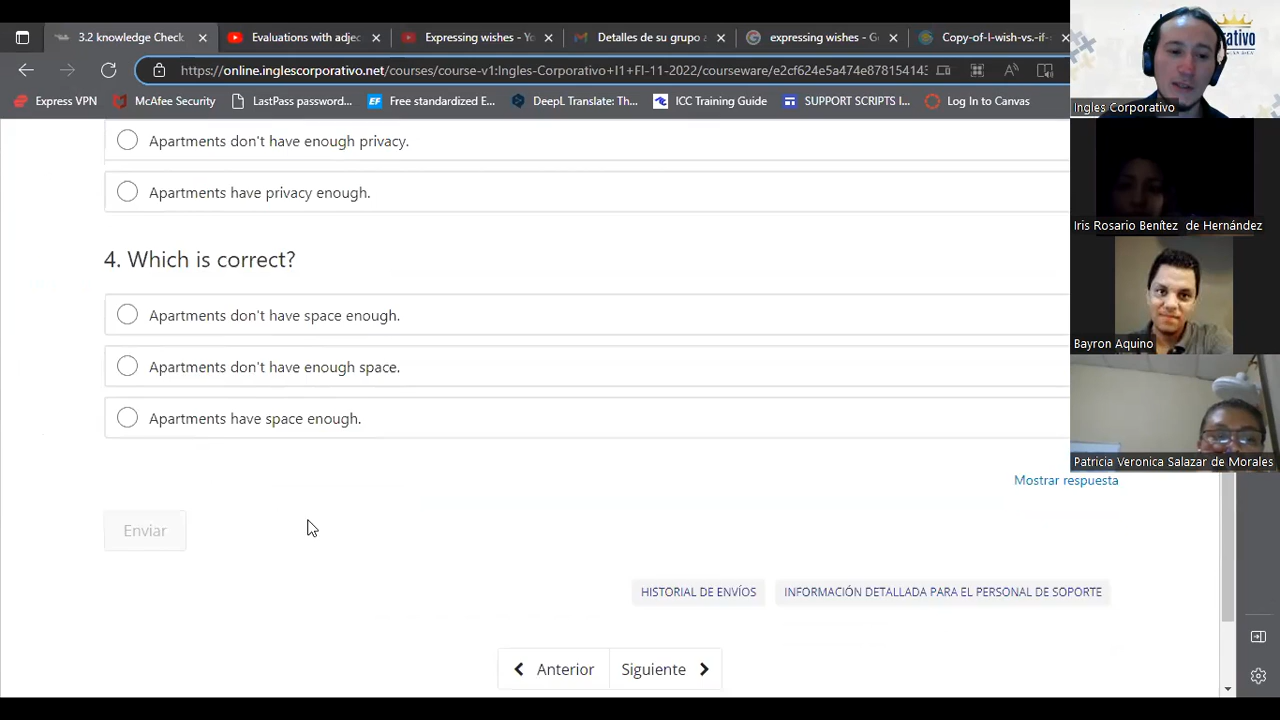 3.2 knowledge Check
Evaluations with adjec
Expressing wishes - Yo
Detalles de su grupo a
expressing wishes - Go
Copy-of-I-wish-vs.-if-
https://online.inglescorporativo.net/courses/course-v1:Ingles-Corporativo+I1+FI-11-2022/courseware/e2cf624e5a474e878154143
Express VPN
McAfee Security
LastPass password...
Free standardized E...
DeepL Translate: Th...
ICC Training Guide
SUPPORT SCRIPTS I...
Log In to Canvas
Apartments don't have enough privacy.
Apartments have privacy enough.
4. Which is correct?
Apartments don't have space enough.
Apartments don't have enough space.
Apartments have space enough.
Mostrar respuesta
Enviar
HISTORIAL DE ENVÍOS
INFORMACIÓN DETALLADA PARA EL PERSONAL DE SOPORTE
Anterior
Siguiente
Ingles Corporativo
Iris Rosario Benítez de Hernández
Bayron Aquino
Patricia Veronica Salazar de Morales